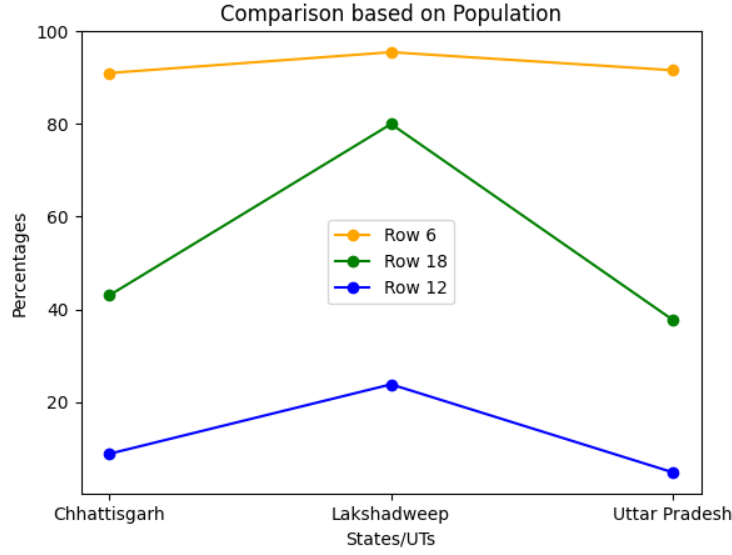 Comparison based on Population
100
80
60
40
20
Percentages
Row 6
Row 18
Row 12
Chhattisgarh
Lakshadweep
Uttar Pradesh
States/UTs